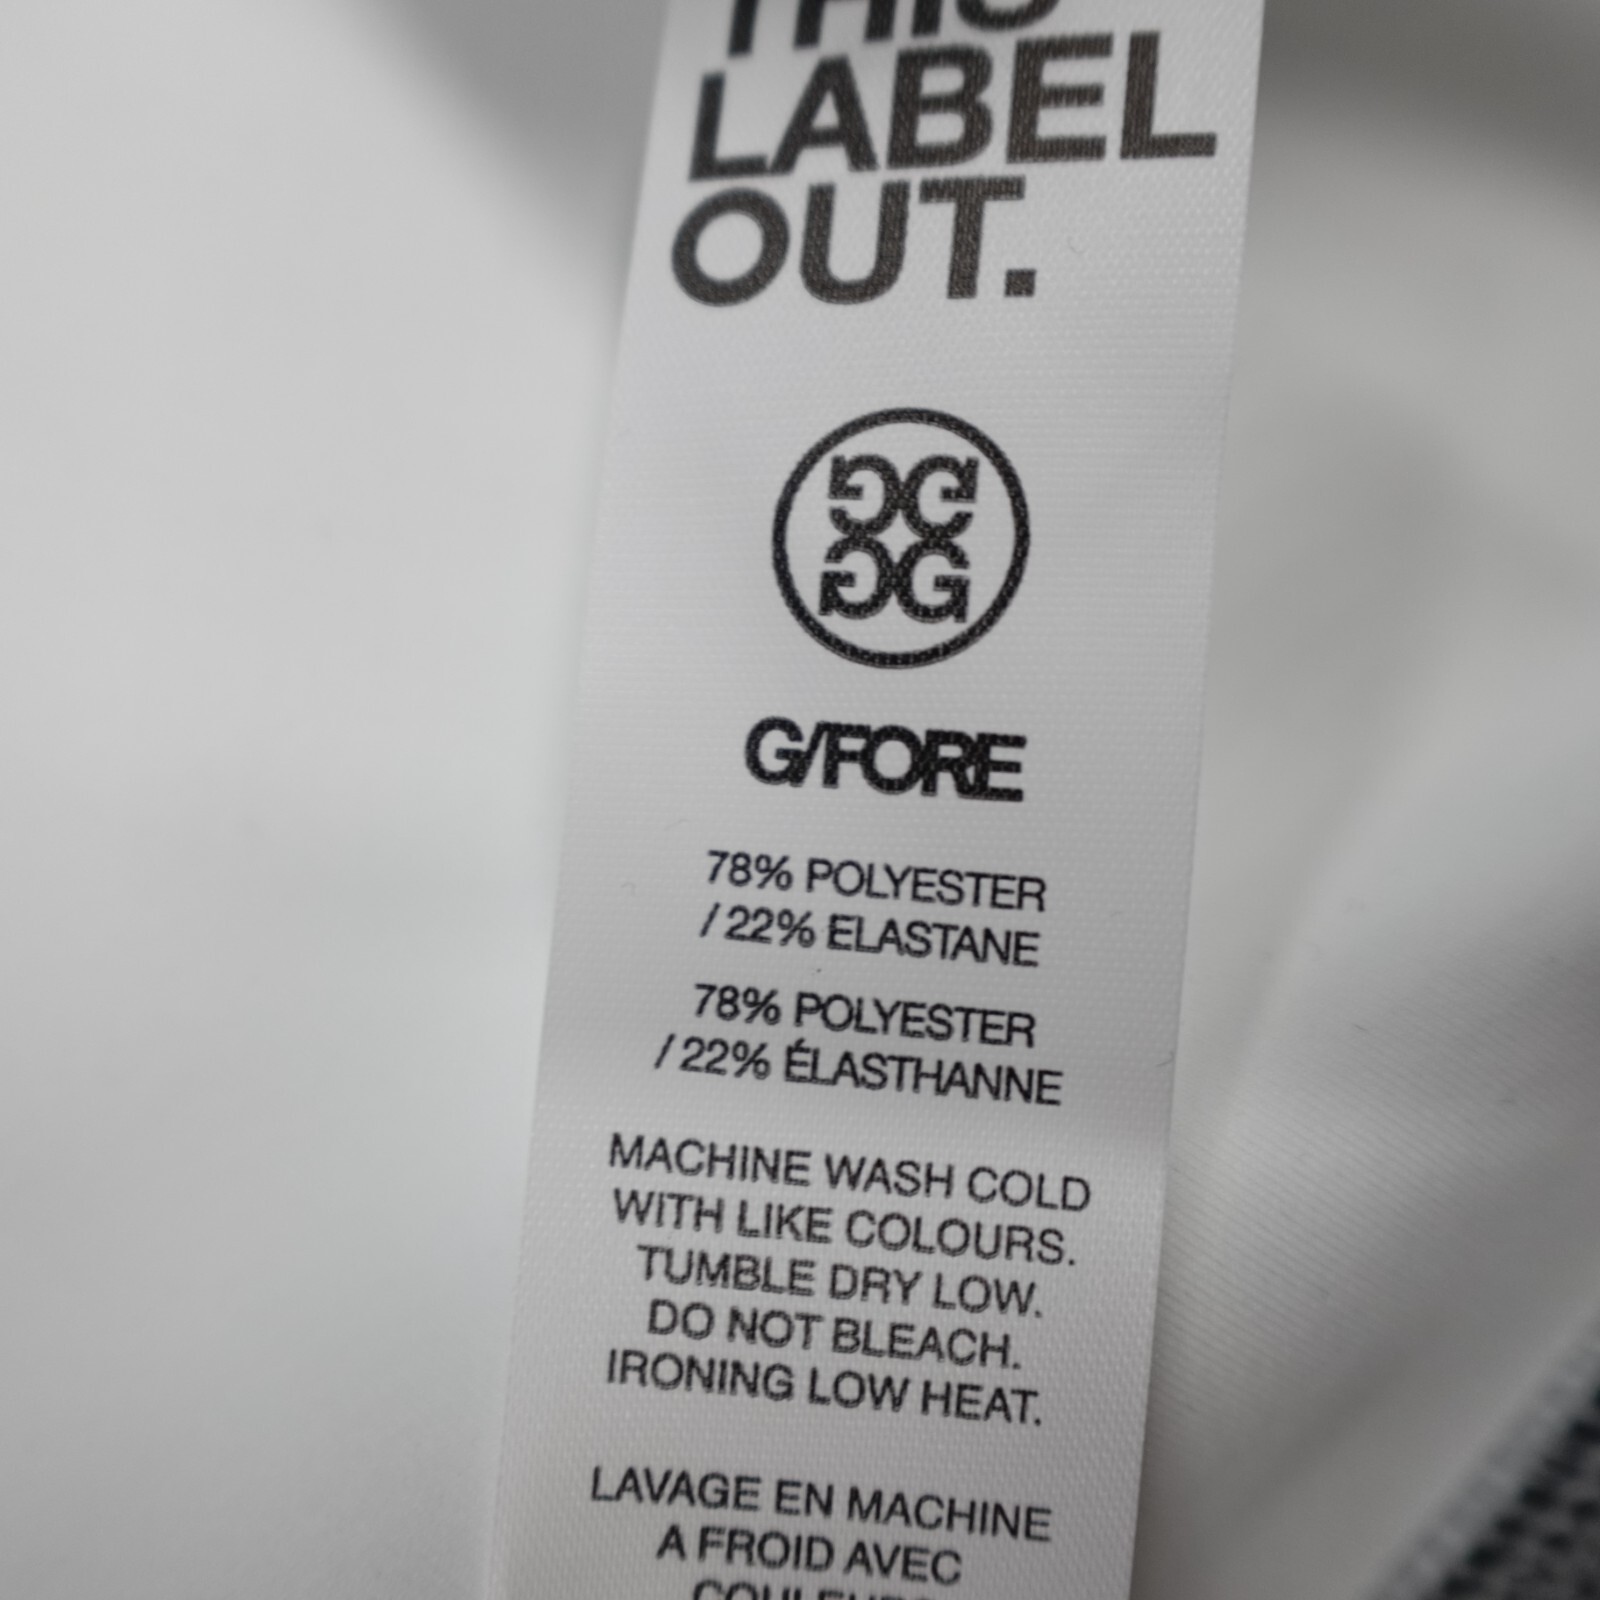 THIS
LABEL
OUT.
G/FORE
78% POLYESTER
/ 22% ELASTANE
78% POLYESTER
/ 22% ÉLASTHANNE
MACHINE WASH COLD
WITH LIKE COLOURS.
TUMBLE DRY LOW.
DO NOT BLEACH.
IRONING LOW HEAT.
LAVAGE EN MACHINE
A FROID AVEC